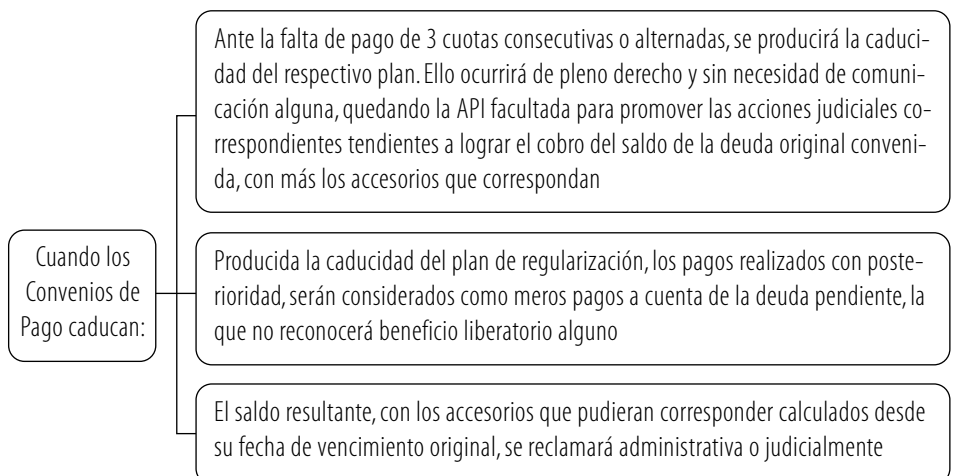 Ante la falta de pago de 3 cuotas consecutivas o alternadas, se producirá la caduci-
dad del respectivo plan. Ello ocurrirá de pleno derecho y sin necesidad de comuni-
cación alguna, quedando la API facultada para promover las acciones judiciales co-
rrespondientes tendientes a lograr el cobro del saldo de la deuda original conveni-
da, con más los accesorios que correspondan
Cuando los
Convenios de
Pago caducan:
Producida la caducidad del plan de regularización, los pagos realizados con poste-
rioridad, serán considerados como meros pagos a cuenta de la deuda pendiente, la
que no reconocerá beneficio liberatorio alguno
El saldo resultante, con los accesorios que pudieran corresponder calculados desde
su fecha de vencimiento original, se reclamará administrativa o judicialmente